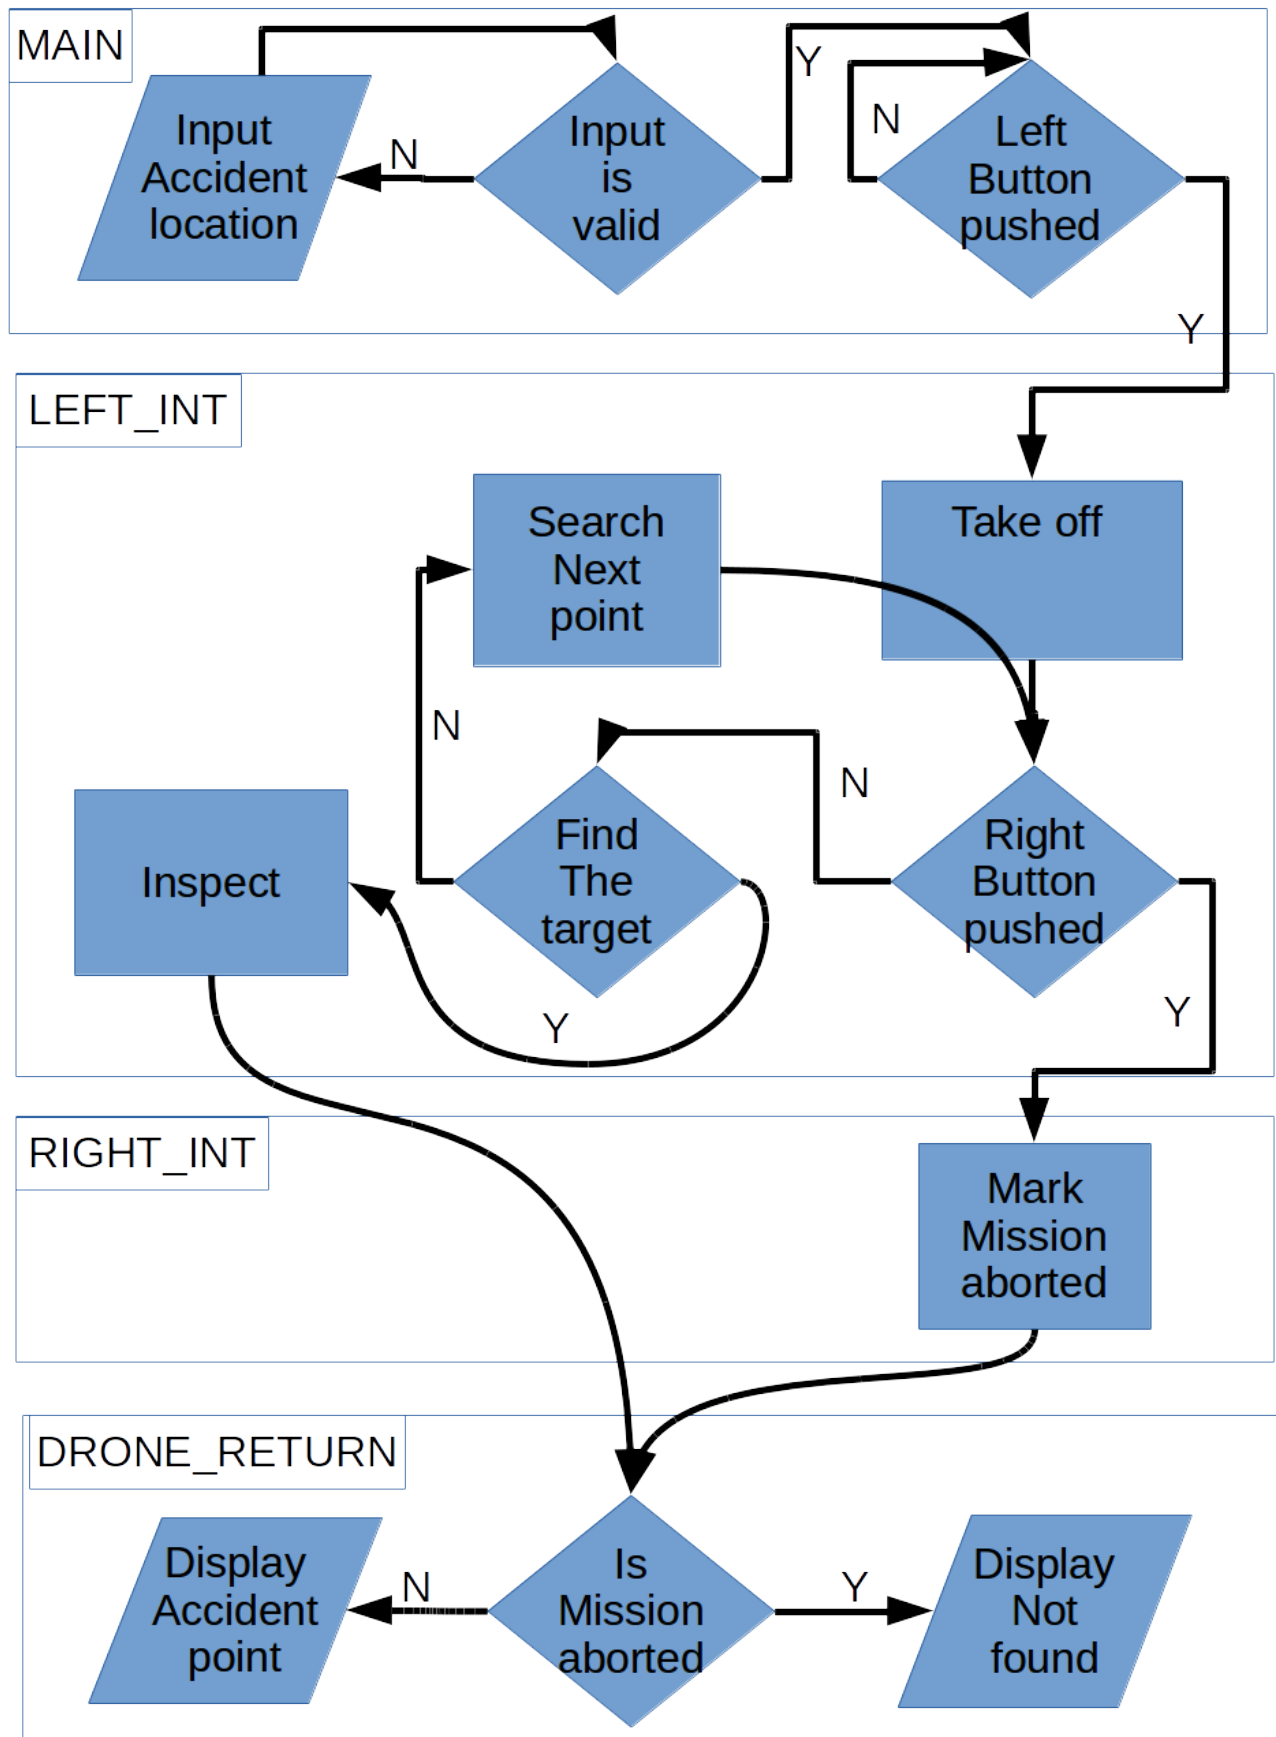 MAIN
Input
Accident
location
N
Input
is
valid
Y
N
Left
Button
pushed
Y
LEFT_INT
Search
Next
point
Take off
N
Inspect
Find
The
target
Y
N
Right
Button
pushed
Y
RIGHT_INT
Mark
Mission
aborted
DRONE_RETURN
Display
Accident
point
N
Is
Mission
aborted
Y
Display
Not
found